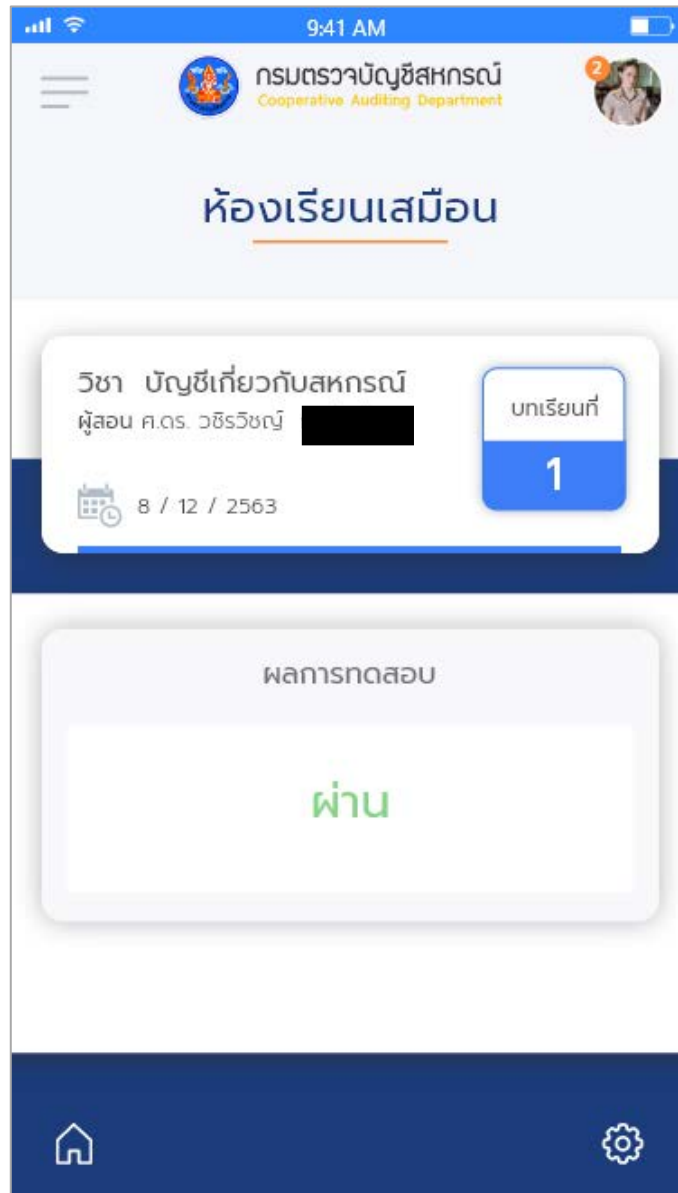 9:41 AM
กรมตรวจบัญชีสหกรณ์
Cooperative Auditing Department
2
ห้องเรียนเสมือน
วิชา บัญชีเกี่ยวกับสหกรณ์
ผู้สอน ศ.ดร. วชิรวิชญ์
บทเรียนที่
1
8 / 12 / 2563
ผลการทดสอบ
ผ่าน